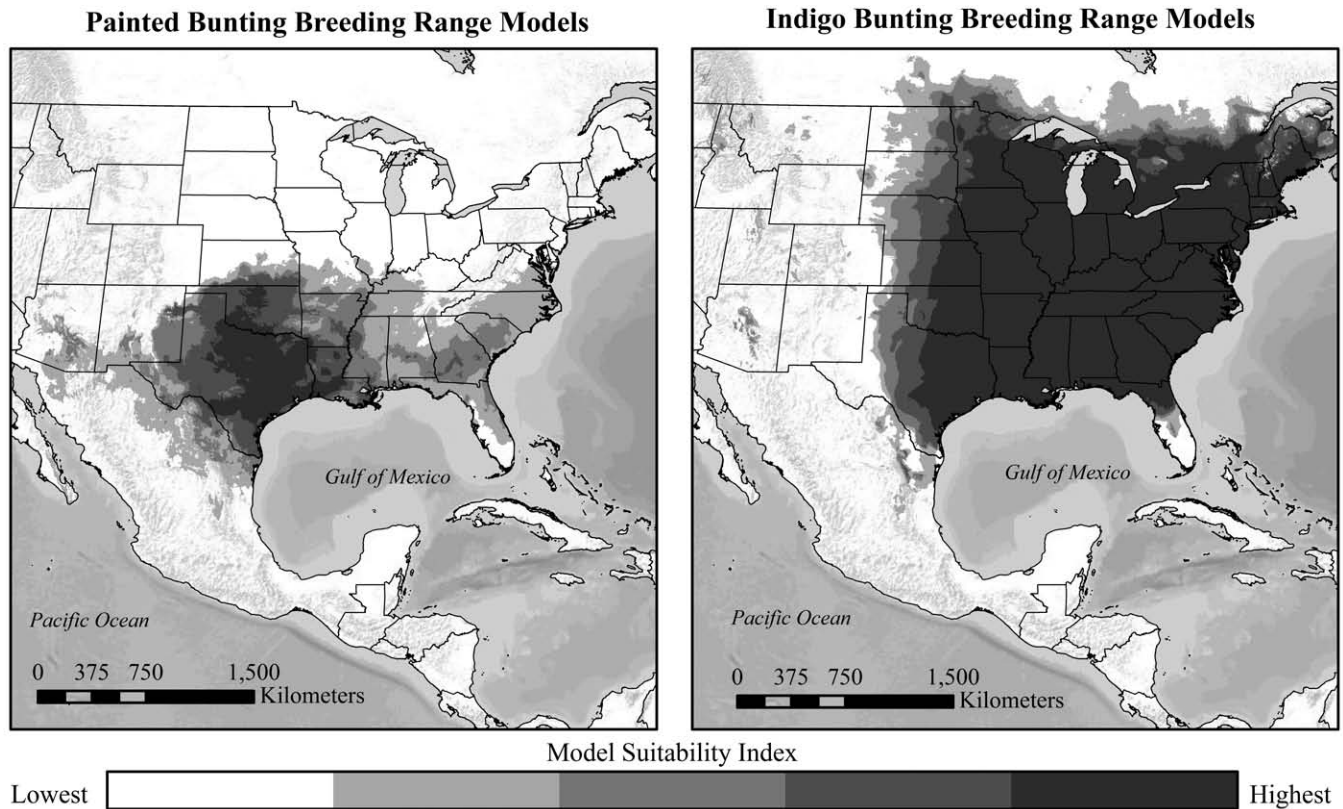 Painted Bunting Breeding Range Models
Indigo Bunting Breeding Range Models
Gulf of Mexico
Pacific Ocean
0 375 750 1,500
Kilometers
Gulf of Mexico
Pacific Ocean
0 375 750 1,500
Kilometers
Model Suitability Index
Lowest
Highest